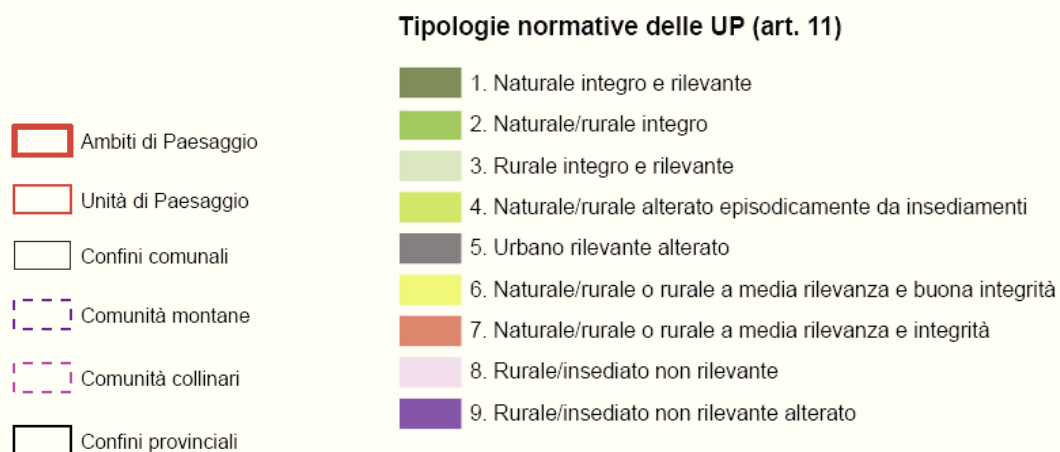 Tipologie normative delle UP (art. 11)
1. Naturale integro e rilevante
2. Naturale/rurale integro
3. Rurale integro e rilevante
4. Naturale/rurale alterato episodicamente da insediamenti
5. Urbano rilevante alterato
6. Naturale/rurale o rurale a media rilevanza e buona integrità
7. Naturale/rurale o rurale a media rilevanza e integrità
8. Rurale/insediato non rilevante
9. Rurale/insediato non rilevante alterato
Ambiti di Paesaggio
Unità di Paesaggio
Confini comunali
Comunità montane
Comunità collinari
Confini provinciali